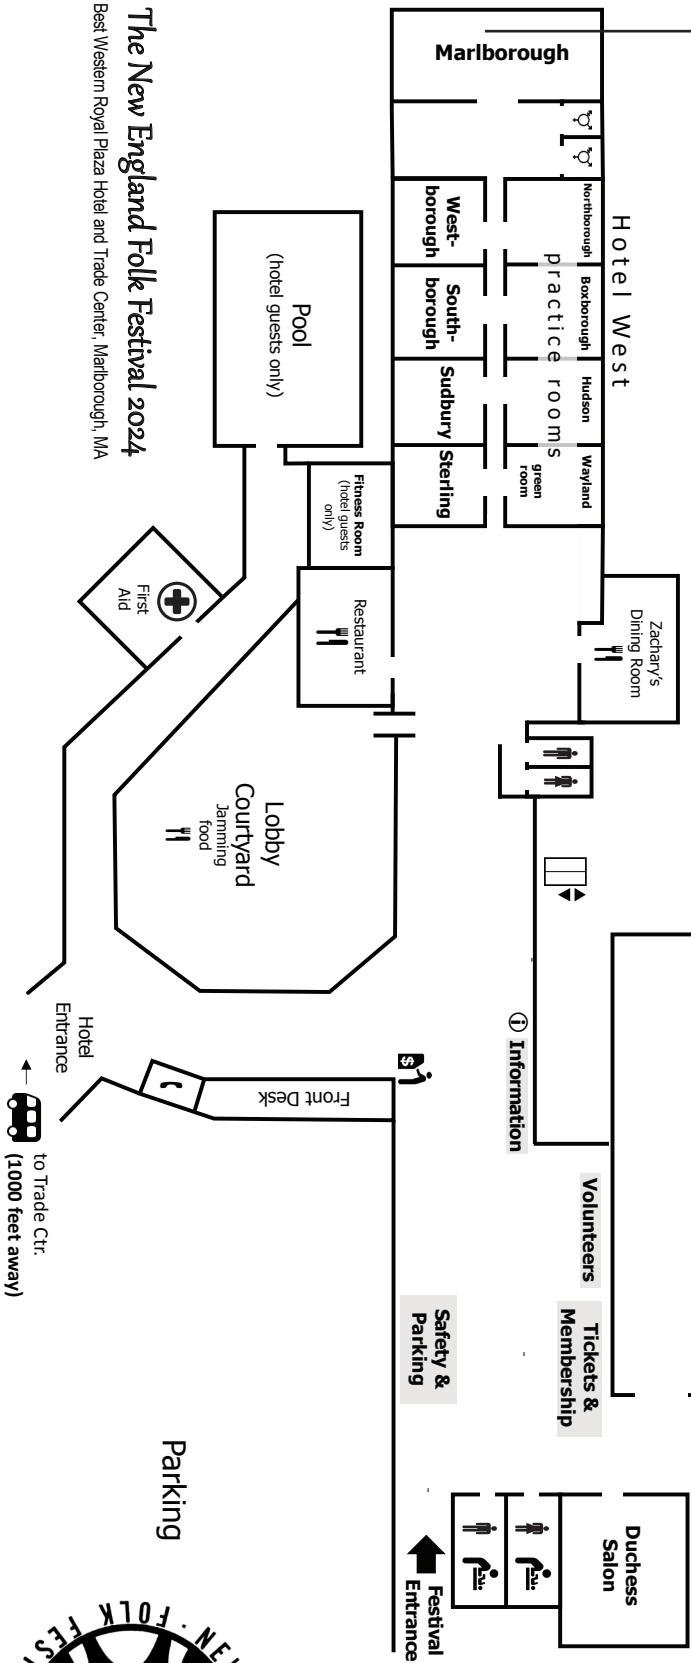 The New England Folk Festival 2024
Best Western Royal Plaza Hotel and Trade Center, Marlborough, MA
Marlborough
Hotel West
practice rooms
Northborough
Boxborough
Hudson
Wayland
green
room
West-
borough
South-
borough
Sudbury
Sterling
Pool
(hotel guests only)
Fitness Room
(hotel guests
only)
Restaurant
Zachary's
Dining Room
First
Aid
Lobby
Courtyard
Jamming
food
Hotel
Entrance
to Trade Ctr.
(1000 feet away)
Front Desk
$
i Information
Volunteers
Tickets &
Membership
Safety &
Parking
Parking
Festival
Entrance
Duchess
Salon
FOLK